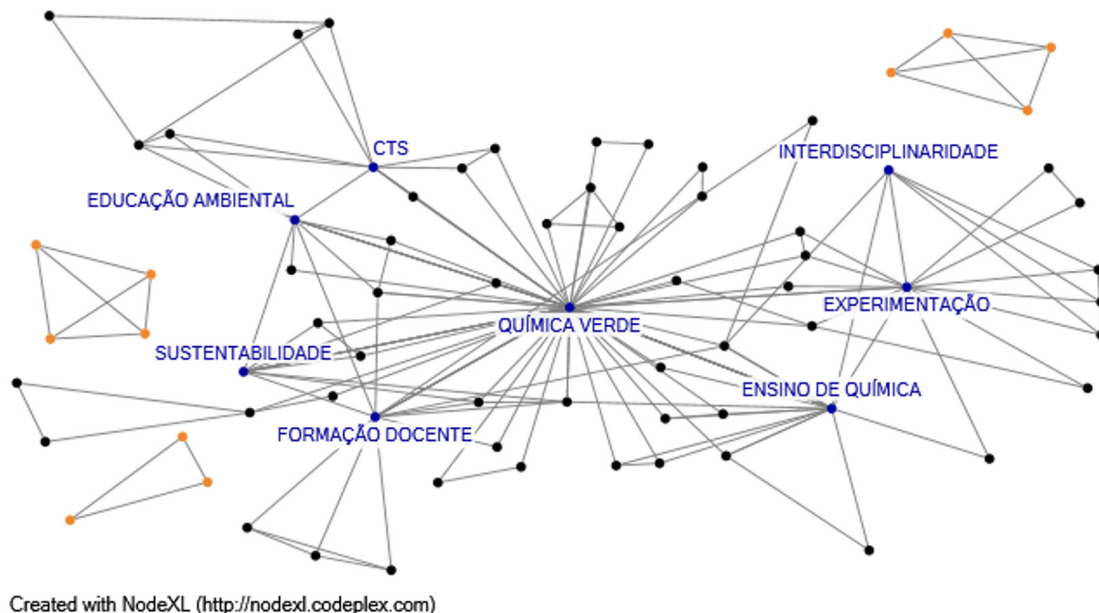 CTS
INTERDISCIPLINARIDADE
EDUCAÇÃO AMBIENTAL
EXPERIMENTAÇÃO
QUÍMICA VERDE
SUSTENTABILIDADE
ENSINO DE QUÍMICA
FORMAÇÃO DOCENTE
Created with NodeXL (http://nodexl.codeplex.com)